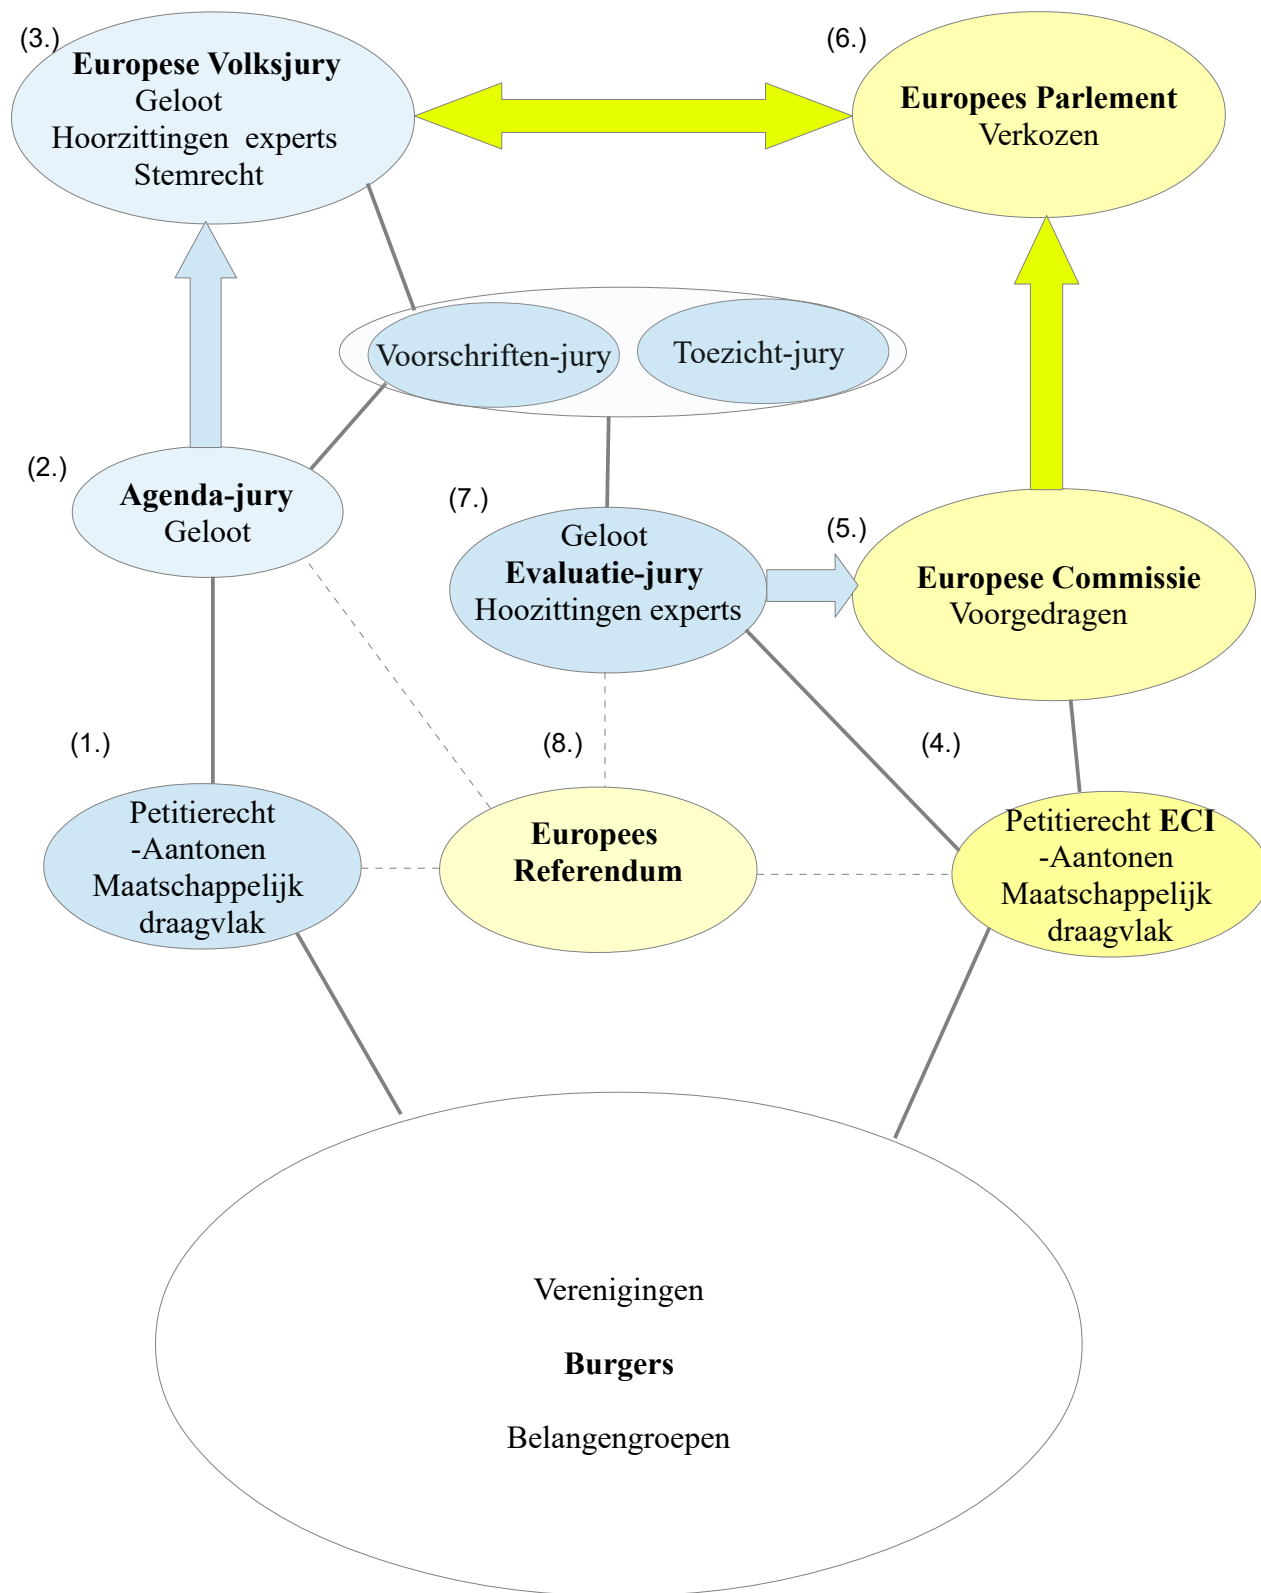 (3.)
Europese Volksjury
Geloot
Hoorzittingen experts
Stemrecht
(6.)
Europees Parlement
Verkozen
Voorschriften-jury
Toezicht-jury
(2.)
Agenda-jury
Geloot
(7.)
Geloot
Evaluatie-jury
Hoozittingen experts
(5.)
Europese Commissie
Voorgedragen
(1.)
Petitierecht
-Aantonen
Maatschappelijk
draagvlak
(8.)
Europees
Referendum
(4.)
Petitierecht ECI
-Aantonen
Maatschappelijk
draagvlak
Verenigingen
Burgers
Belangengroepen